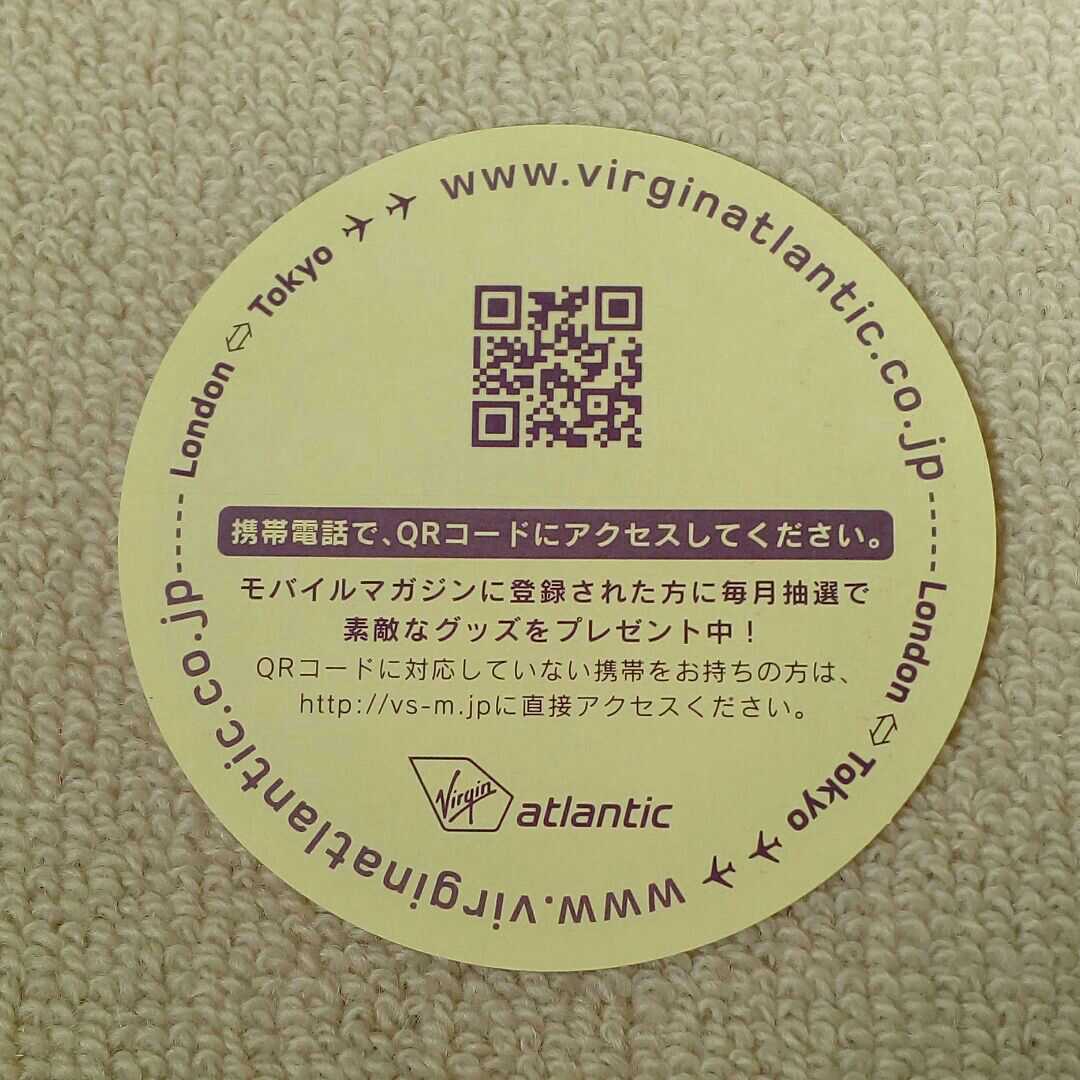 www.virginatlantic.co.jp
London ⇔ Tokyo
携帯電話で、QRコードにアクセスしてください。
モバイルマガジンに登録された方に毎月抽選で
素敵なグッズをプレゼント中！
QRコードに対応していない携帯をお持ちの方は、
http://vs-m.jpに直接アクセスください。
Virgin atlantic
London ⇔ Tokyo
www.virginatlantic.co.jp